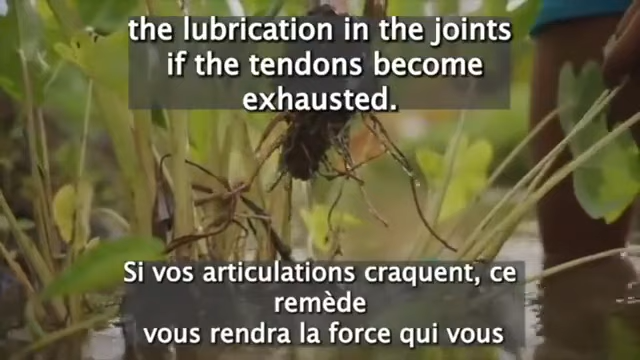 the lubrication in the joints
if the tendons become
exhausted.
Si vos articulations craquent, ce
remède
vous rendra la force qui vous